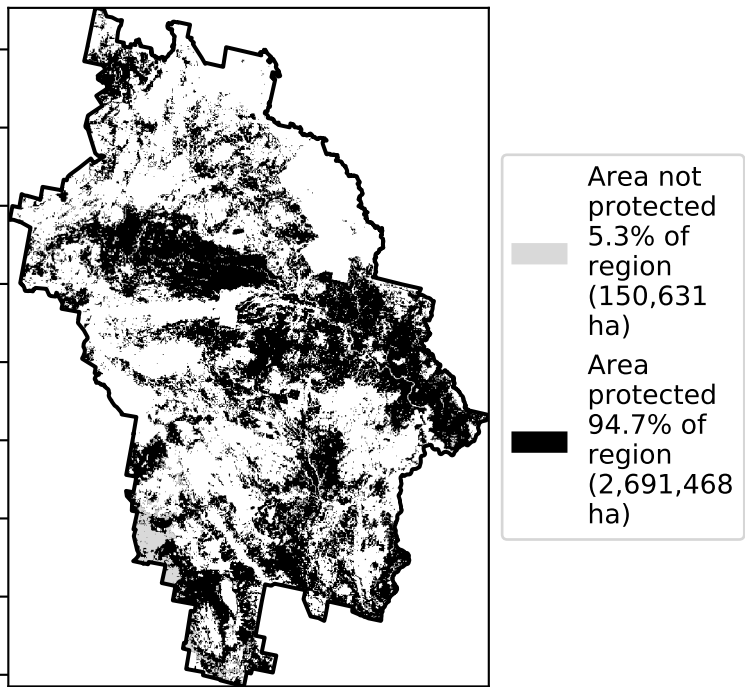 Area not
protected
5.3% of
region
(150,631
ha)
Area
protected
94.7% of
region
(2,691,468
ha)